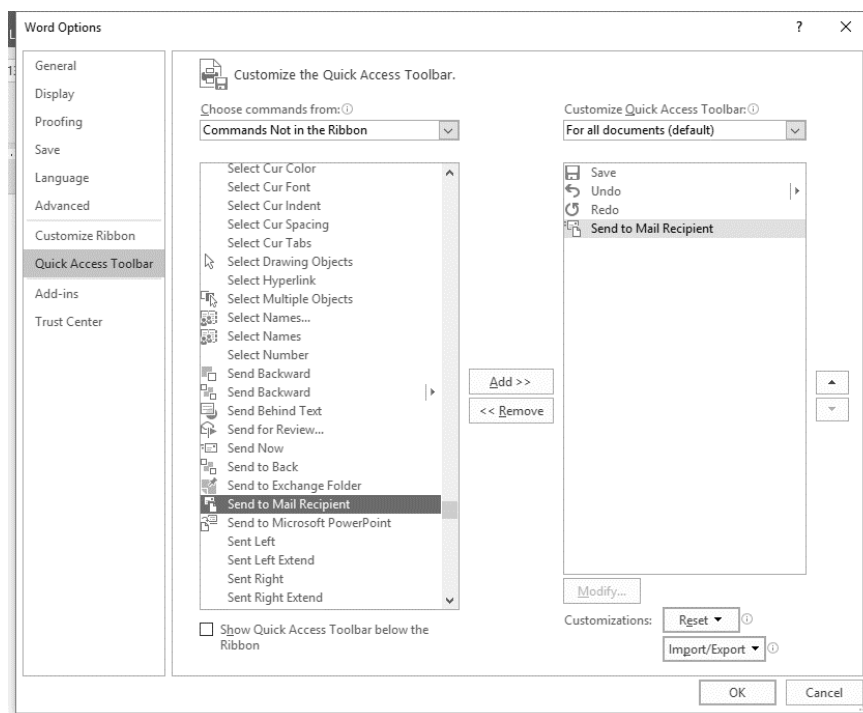 Word Options
?
General
Display
Proofing
Save
Language
Advanced
Customize Ribbon
Quick Access Toolbar
Add-ins
Trust Center
Customize the Quick Access Toolbar.
Choose commands from:
Commands Not in the Ribbon
Select Cur Color
Select Cur Font
Select Cur Indent
Select Cur Spacing
Select Cur Tabs
Select Drawing Objects
Select Hyperlink
Select Multiple Objects
Select Names...
Select Names
Select Number
Send Backward
Send Backward
Send Behind Text
Send for Review...
Send Now
Send to Back
Send to Exchange Folder
Send to Mail Recipient
Send to Microsoft PowerPoint
Sent Left
Sent Left Extend
Sent Right
Sent Right Extend
Show Quick Access Toolbar below the
Ribbon
Add >>
<< Remove
Customize Quick Access Toolbar:
For all documents (default)
Save
Undo
Redo
Send to Mail Recipient
Modify...
Customizations:
Reset
Import/Export
OK
Cancel